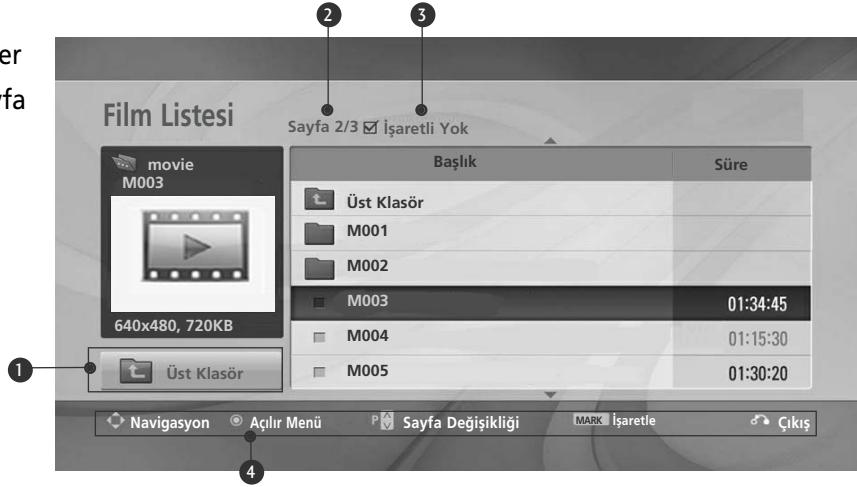 2 3
er
fa
Film Listesi
Sayfa 2/3 ☑ İşaretli Yok
movie
M003
640x480, 720KB
Üst Klasör
Başlık Süre
Üst Klasör
M001
M002
M003 01:34:45
M004 01:15:30
M005 01:30:20
1
Navigasyon Açılır Menü P Sayfa Değişikliği MARK İşaretle Çıkış
4